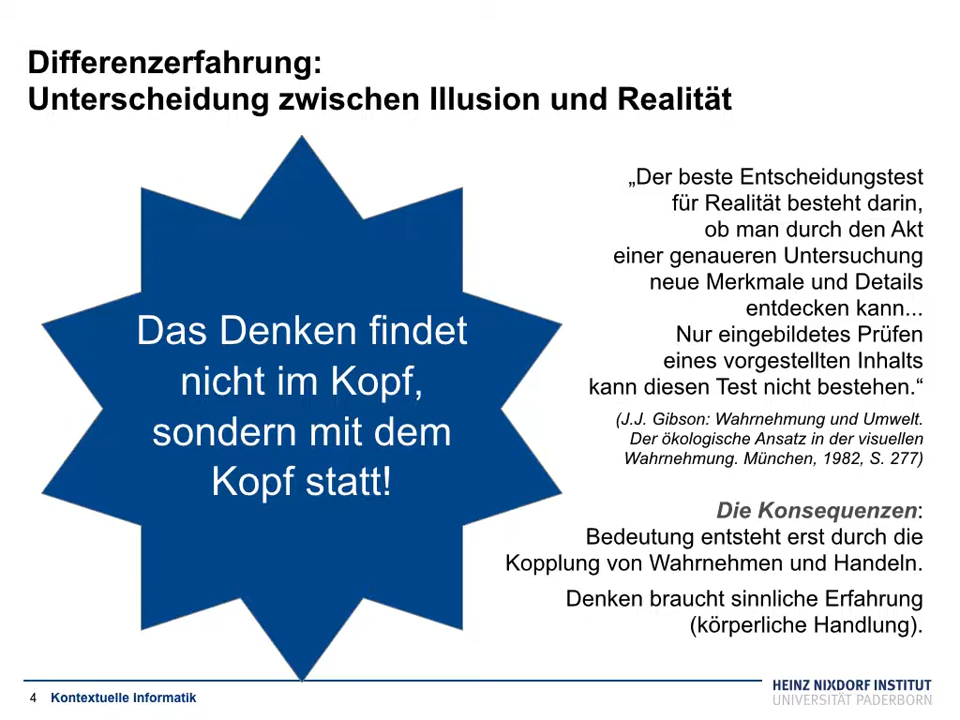 Differenzerfahrung:
Unterscheidung zwischen Illusion und Realität
Das Denken findet
nicht im Kopf,
sondern mit dem
Kopf statt!
„Der beste Entscheidungstest
für Realität besteht darin,
ob man durch den Akt
einer genaueren Untersuchung
neue Merkmale und Details
entdecken kann...
Nur eingebildetes Prüfen
eines vorgestellten Inhalts
kann diesen Test nicht bestehen.“
(J.J. Gibson: Wahrnehmung und Umwelt.
Der ökologische Ansatz in der visuellen
Wahrnehmung. München, 1982, S. 277)
Die Konsequenzen:
Bedeutung entsteht erst durch die
Kopplung von Wahrnehmen und Handeln.
Denken braucht sinnliche Erfahrung
(körperliche Handlung).
4 Kontextuelle Informatik
HEINZ NIXDORF INSTITUT
UNIVERSITÄT PADERBORN